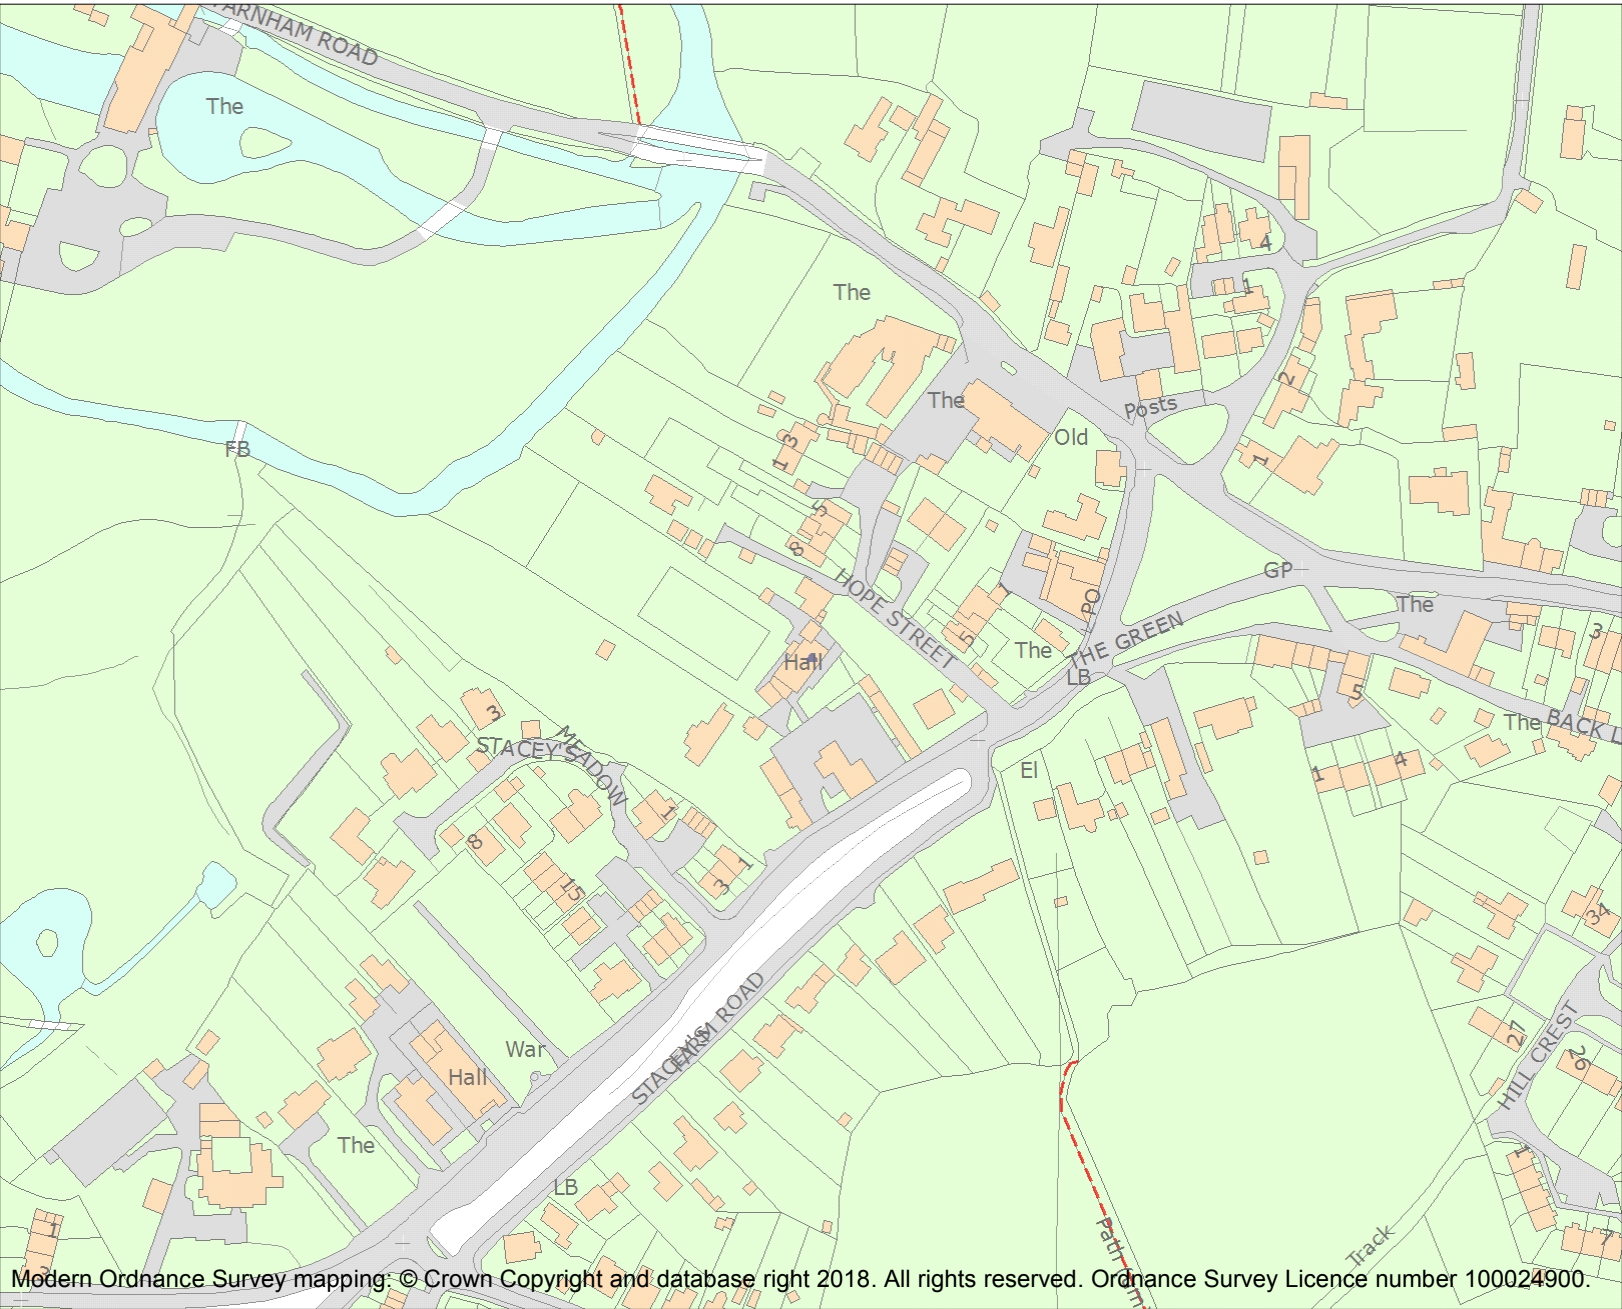 FARNHAM ROAD
The
4
1
The
2
The
Posts
Old
FB
3
1
1
5
8
GP
HOPE STREET
1
PO
The
THE GREEN
3
5
The
Hall
LB
5
The
BACK L
3
STACEY'S
MEADOW
El
1
4
1
8
1
3
15
34
STACEY'S
FARM ROAD
War
Hall
27
HILL CREST
26
The
1
LB
1
Path (um)
Track
7
3
Modern Ordnance Survey mapping: © Crown Copyright and database right 2018. All rights reserved. Ordnance Survey Licence number 100024900.